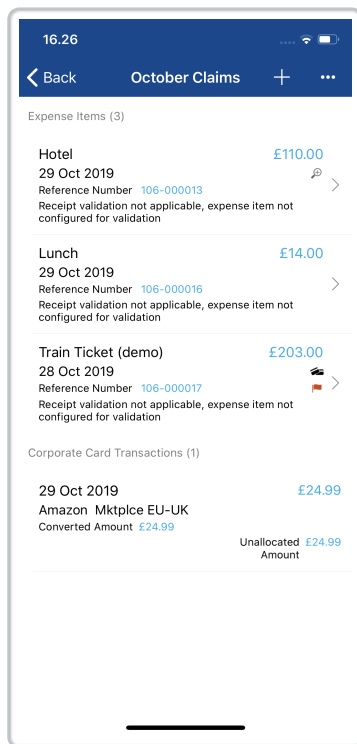 16.26
Back October Claims
Expense Items (3)
Hotel £110.00
29 Oct 2019
Reference Number 106-000013
Receipt validation not applicable, expense item not
configured for validation
Lunch £14.00
29 Oct 2019
Reference Number 106-000016
Receipt validation not applicable, expense item not
configured for validation
Train Ticket (demo) £203.00
28 Oct 2019
Reference Number 106-000017
Receipt validation not applicable, expense item not
configured for validation
Corporate Card Transactions (1)
29 Oct 2019 £24.99
Amazon Mktplce EU-UK
Converted Amount £24.99
Unallocated £24.99
Amount